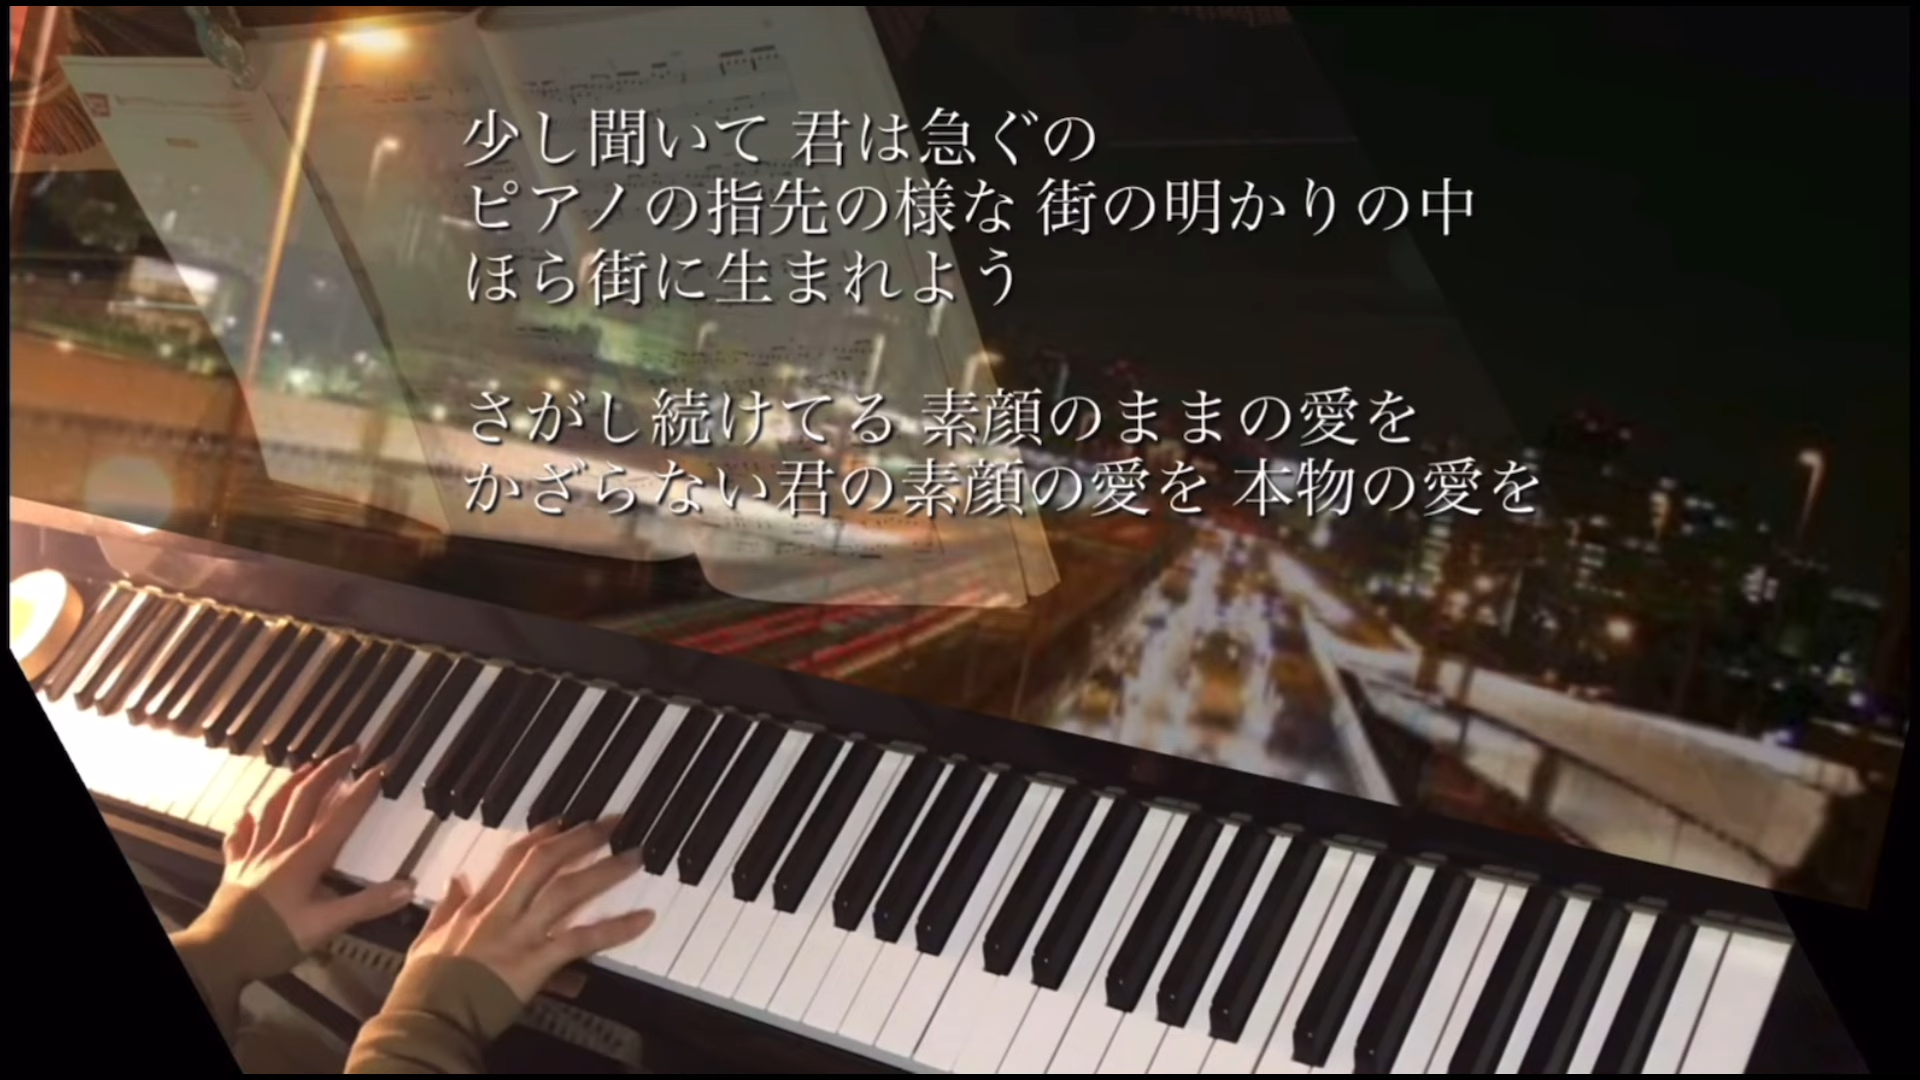 少し聞いて 君は急ぐの
ピアノの指先の様な 街の明かりの中
ほら街に生まれよう
さがし続けてる 素顔のままの愛を
かざらない君の素顔の愛を 本物の愛を